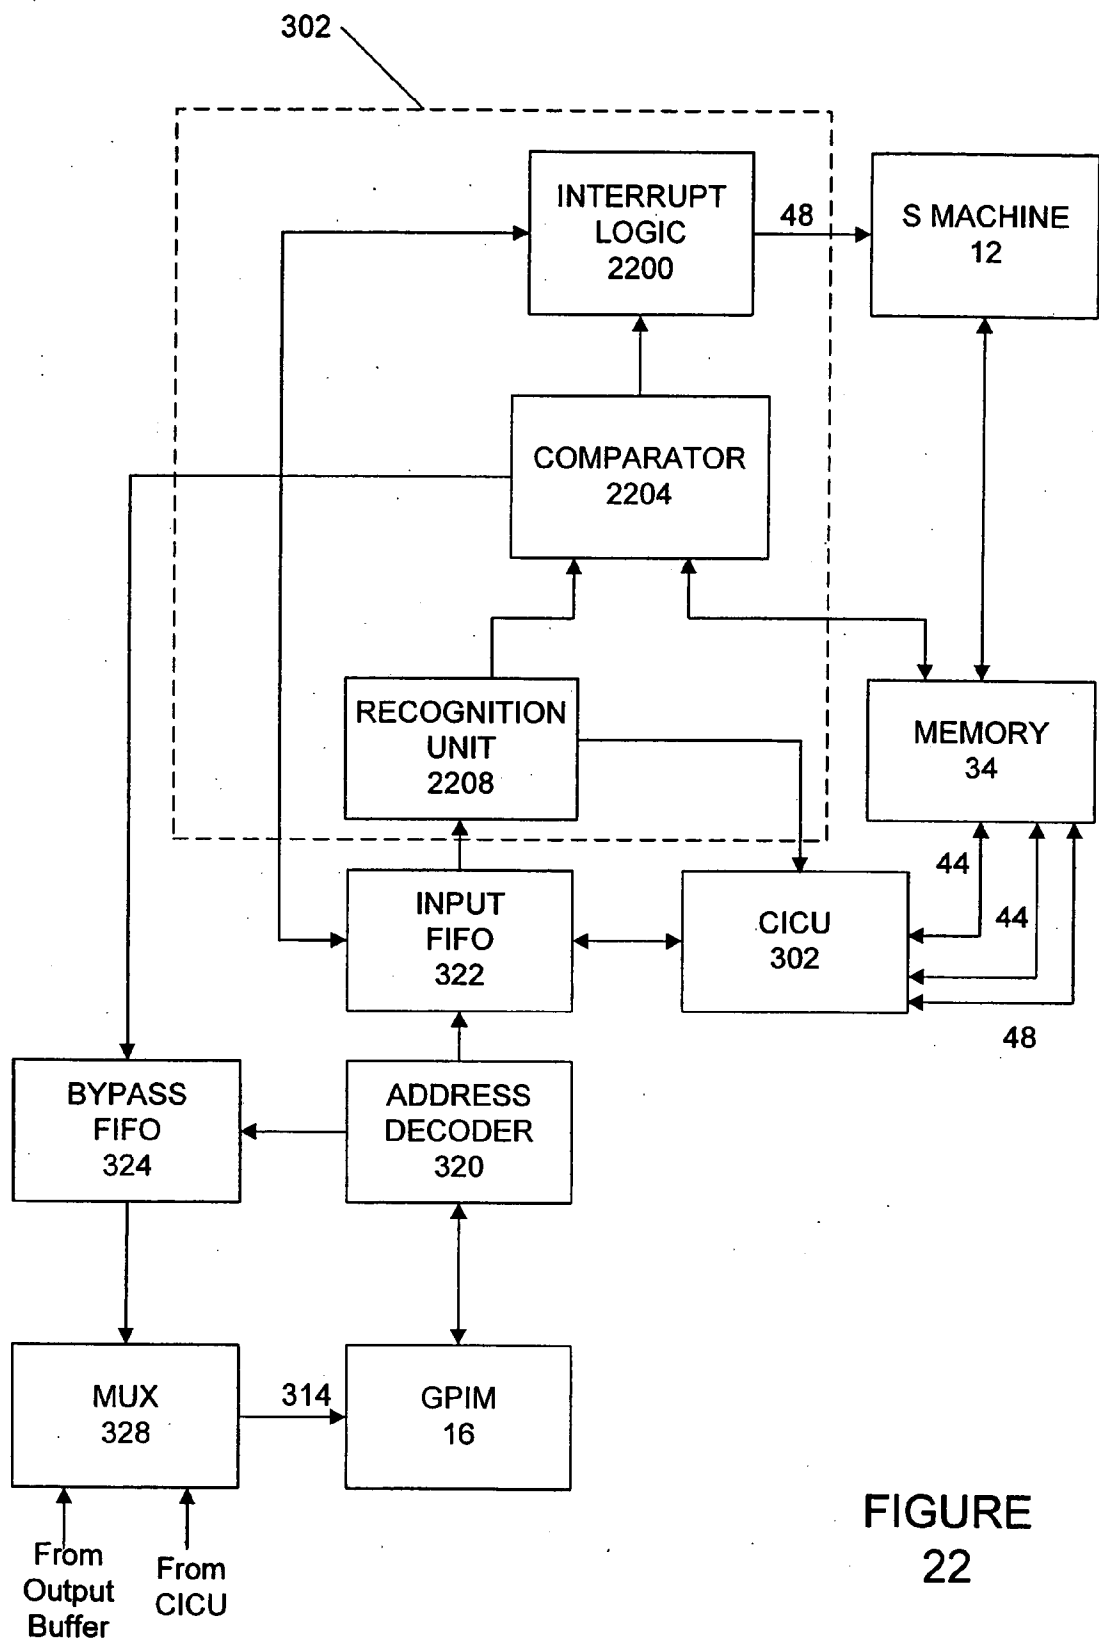 302
INTERRUPT
LOGIC
2200
48
S MACHINE
12
COMPARATOR
2204
RECOGNITION
UNIT
2208
MEMORY
34
INPUT
FIFO
322
CICU
302
44
44
48
BYPASS
FIFO
324
ADDRESS
DECODER
320
MUX
328
314
GPIM
16
From
Output
Buffer
From
CICU
FIGURE
22